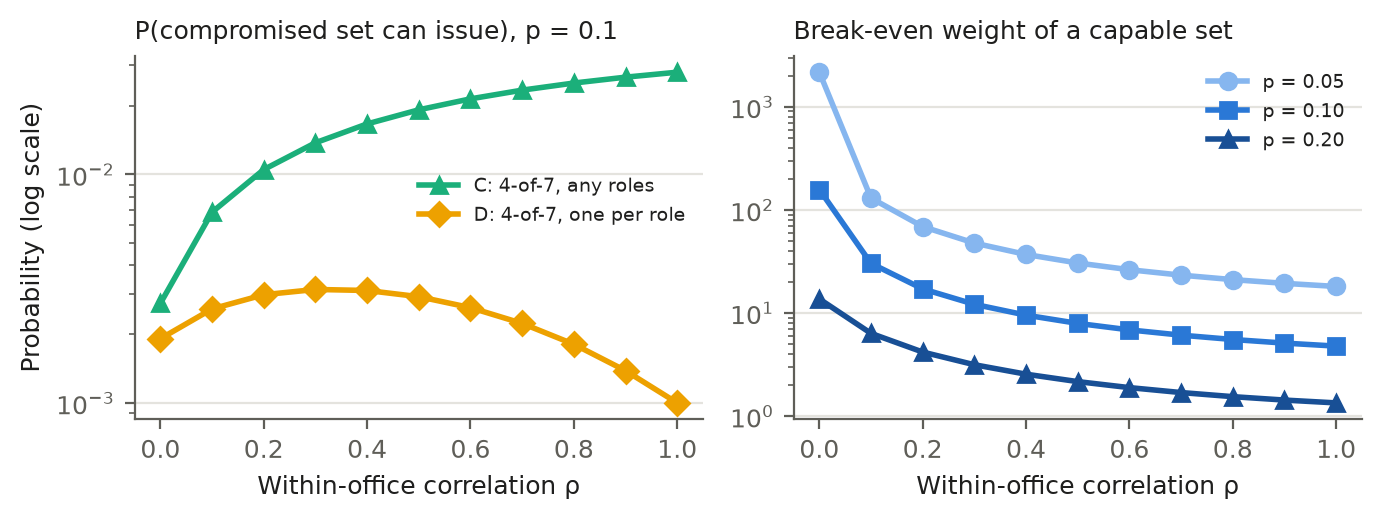 P(compromised set can issue), p = 0.1
Probability (log scale)
10⁻²
10⁻³
C: 4-of-7, any roles
D: 4-of-7, one per role
0.0 0.2 0.4 0.6 0.8 1.0
Within-office correlation ρ
Break-even weight of a capable set
10³
10²
10¹
10⁰
p = 0.05
p = 0.10
p = 0.20
0.0 0.2 0.4 0.6 0.8 1.0
Within-office correlation ρ